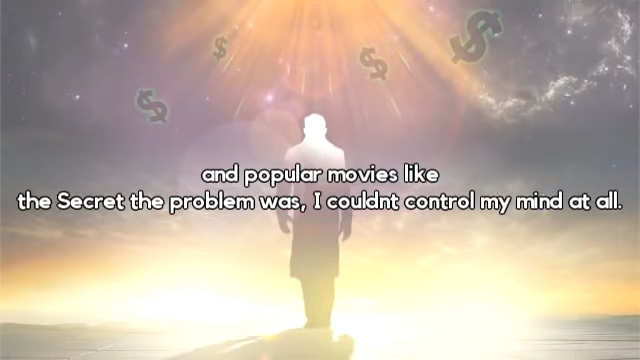 and popular movies like
the Secret the problem was, I couldnt control my mind at all.